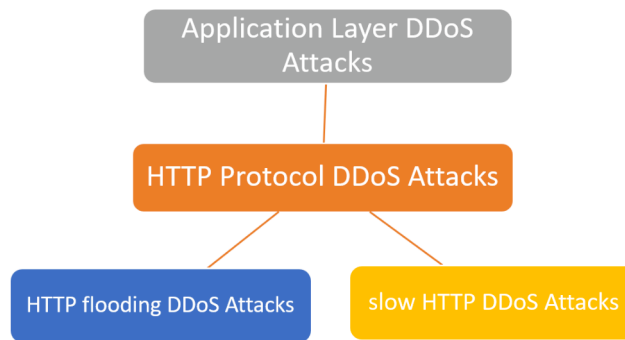 Application Layer DDoS
Attacks
HTTP Protocol DDoS Attacks
HTTP flooding DDoS Attacks
slow HTTP DDoS Attacks